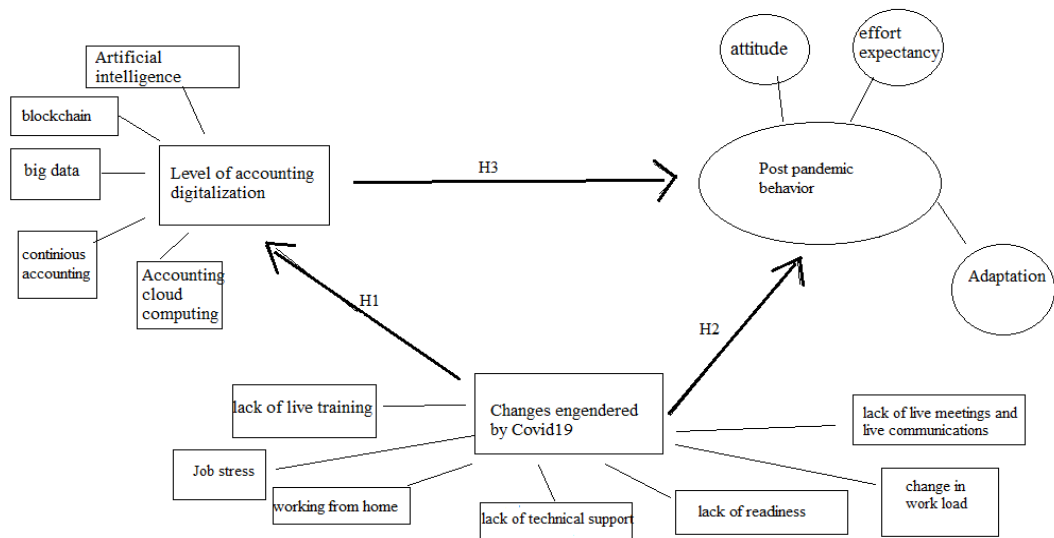 Artificial
intelligence
blockchain
big data
continious
accounting
Accounting
cloud
computing
Level of accounting
digitalization
H3
attitude
effort
expectancy
Post pandemic
behavior
Adaptation
H1
H2
lack of live training
Changes engendered
by Covid19
lack of live meetings and
live communications
Job stress
working from home
lack of technical support
lack of readiness
change in
work load